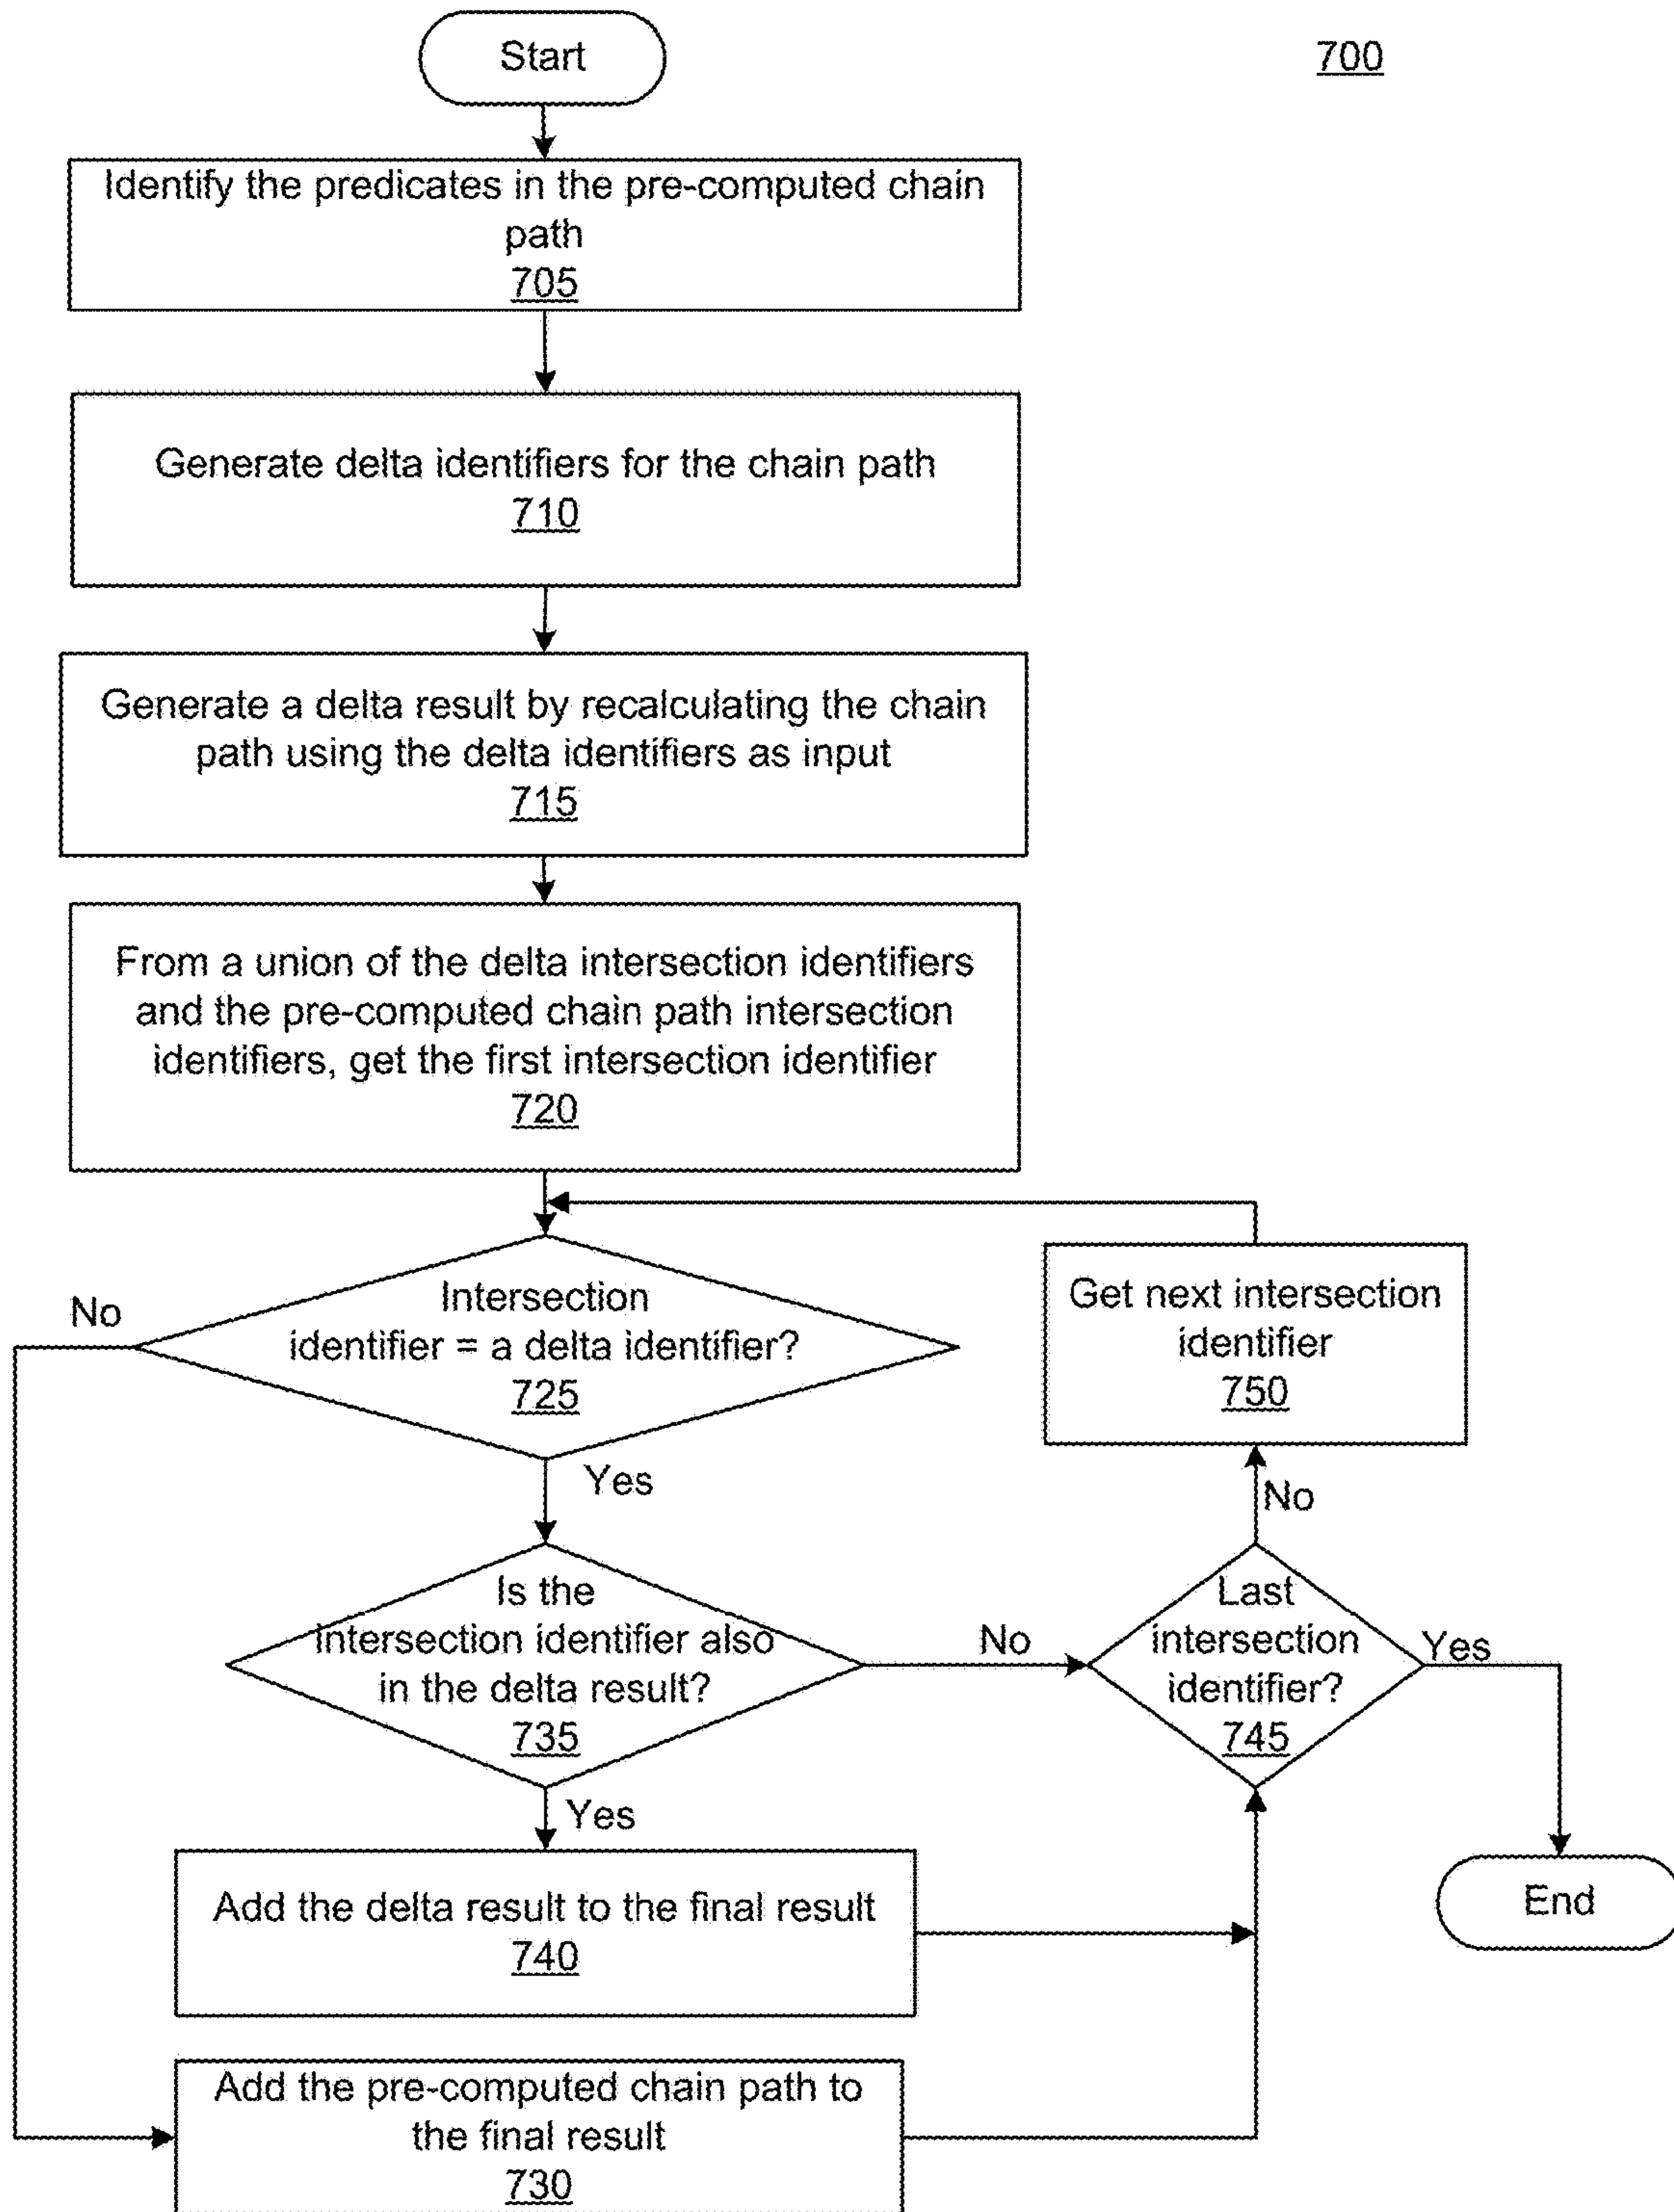 Start
700
Identify the predicates in the pre-computed chain
path
705
Generate delta identifiers for the chain path
710
Generate a delta result by recalculating the chain
path using the delta identifiers as input
715
From a union of the delta intersection identifiers
and the pre-computed chain path intersection
identifiers, get the first intersection identifier
720
No
Intersection
identifier = a delta identifier?
725
Get next intersection
identifier
750
Yes
No
Is the
intersection identifier also
in the delta result?
735
No
Last
intersection
identifier?
745
Yes
Yes
Add the delta result to the final result
740
End
Add the pre-computed chain path to
the final result
730